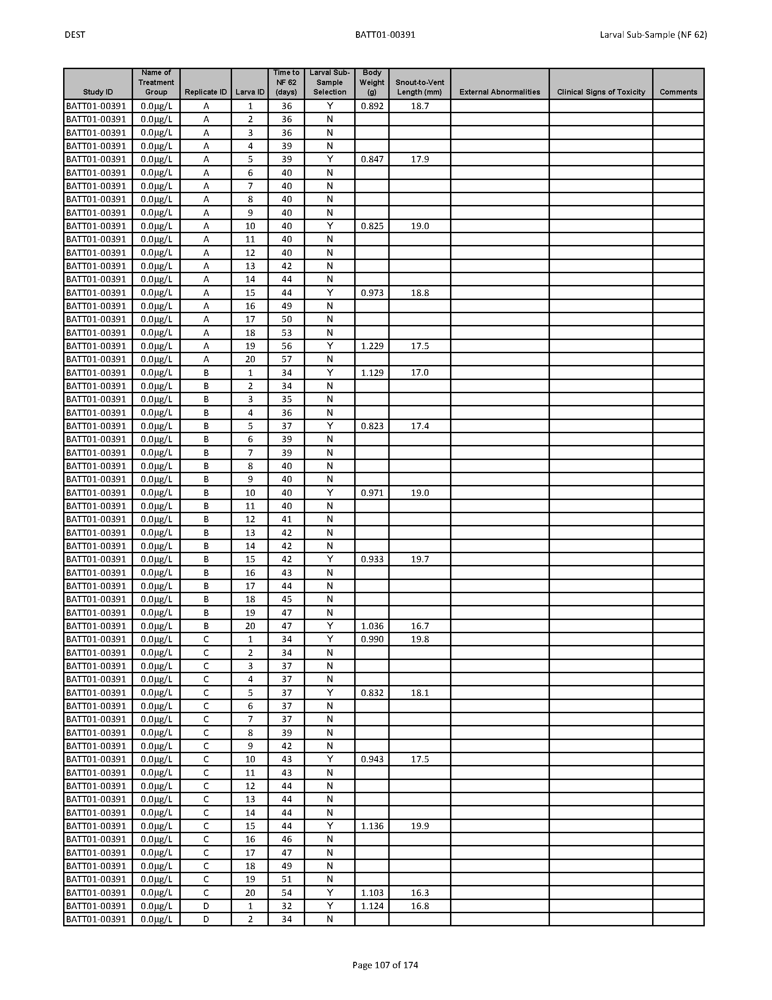 DEST BATT01-00391 Larval Sub-Sample (NF 62)
Name of Time to Larval Sub- Body
Treatment NF 62 Sample Weight Snout-to-Vent
Study ID Group Replicate ID Larva ID (days) Selection (g) Length (mm) External Abnormalities Clinical Signs of Toxicity Comments
BATT01-00391 0.0µg/L A 1 36 Y 0.892 18.7
BATT01-00391 0.0µg/L A 2 36 N
BATT01-00391 0.0µg/L A 3 36 N
BATT01-00391 0.0µg/L A 4 39 N
BATT01-00391 0.0µg/L A 5 39 Y 0.847 17.9
BATT01-00391 0.0µg/L A 6 40 N
BATT01-00391 0.0µg/L A 7 40 N
BATT01-00391 0.0µg/L A 8 40 N
BATT01-00391 0.0µg/L A 9 40 N
BATT01-00391 0.0µg/L A 10 40 Y 0.825 19.0
BATT01-00391 0.0µg/L A 11 40 N
BATT01-00391 0.0µg/L A 12 40 N
BATT01-00391 0.0µg/L A 13 42 N
BATT01-00391 0.0µg/L A 14 44 N
BATT01-00391 0.0µg/L A 15 44 Y 0.973 18.8
BATT01-00391 0.0µg/L A 16 49 N
BATT01-00391 0.0µg/L A 17 50 N
BATT01-00391 0.0µg/L A 18 53 N
BATT01-00391 0.0µg/L A 19 56 Y 1.229 17.5
BATT01-00391 0.0µg/L A 20 57 N
BATT01-00391 0.0µg/L B 1 34 Y 1.129 17.0
BATT01-00391 0.0µg/L B 2 34 N
BATT01-00391 0.0µg/L B 3 35 N
BATT01-00391 0.0µg/L B 4 36 N
BATT01-00391 0.0µg/L B 5 37 Y 0.823 17.4
BATT01-00391 0.0µg/L B 6 39 N
BATT01-00391 0.0µg/L B 7 39 N
BATT01-00391 0.0µg/L B 8 40 N
BATT01-00391 0.0µg/L B 9 40 N
BATT01-00391 0.0µg/L B 10 40 Y 0.971 19.0
BATT01-00391 0.0µg/L B 11 40 N
BATT01-00391 0.0µg/L B 12 41 N
BATT01-00391 0.0µg/L B 13 42 N
BATT01-00391 0.0µg/L B 14 42 N
BATT01-00391 0.0µg/L B 15 42 Y 0.933 19.7
BATT01-00391 0.0µg/L B 16 43 N
BATT01-00391 0.0µg/L B 17 44 N
BATT01-00391 0.0µg/L B 18 45 N
BATT01-00391 0.0µg/L B 19 47 N
BATT01-00391 0.0µg/L B 20 47 Y 1.036 16.7
BATT01-00391 0.0µg/L C 1 34 Y 0.990 19.8
BATT01-00391 0.0µg/L C 2 34 N
BATT01-00391 0.0µg/L C 3 37 N
BATT01-00391 0.0µg/L C 4 37 N
BATT01-00391 0.0µg/L C 5 37 Y 0.832 18.1
BATT01-00391 0.0µg/L C 6 37 N
BATT01-00391 0.0µg/L C 7 37 N
BATT01-00391 0.0µg/L C 8 39 N
BATT01-00391 0.0µg/L C 9 42 N
BATT01-00391 0.0µg/L C 10 43 Y 0.943 17.5
BATT01-00391 0.0µg/L C 11 43 N
BATT01-00391 0.0µg/L C 12 44 N
BATT01-00391 0.0µg/L C 13 44 N
BATT01-00391 0.0µg/L C 14 44 N
BATT01-00391 0.0µg/L C 15 44 Y 1.136 19.9
BATT01-00391 0.0µg/L C 16 46 N
BATT01-00391 0.0µg/L C 17 47 N
BATT01-00391 0.0µg/L C 18 49 N
BATT01-00391 0.0µg/L C 19 51 N
BATT01-00391 0.0µg/L C 20 54 Y 1.103 16.3
BATT01-00391 0.0µg/L D 1 32 Y 1.124 16.8
BATT01-00391 0.0µg/L D 2 34 N
Page 107 of 174